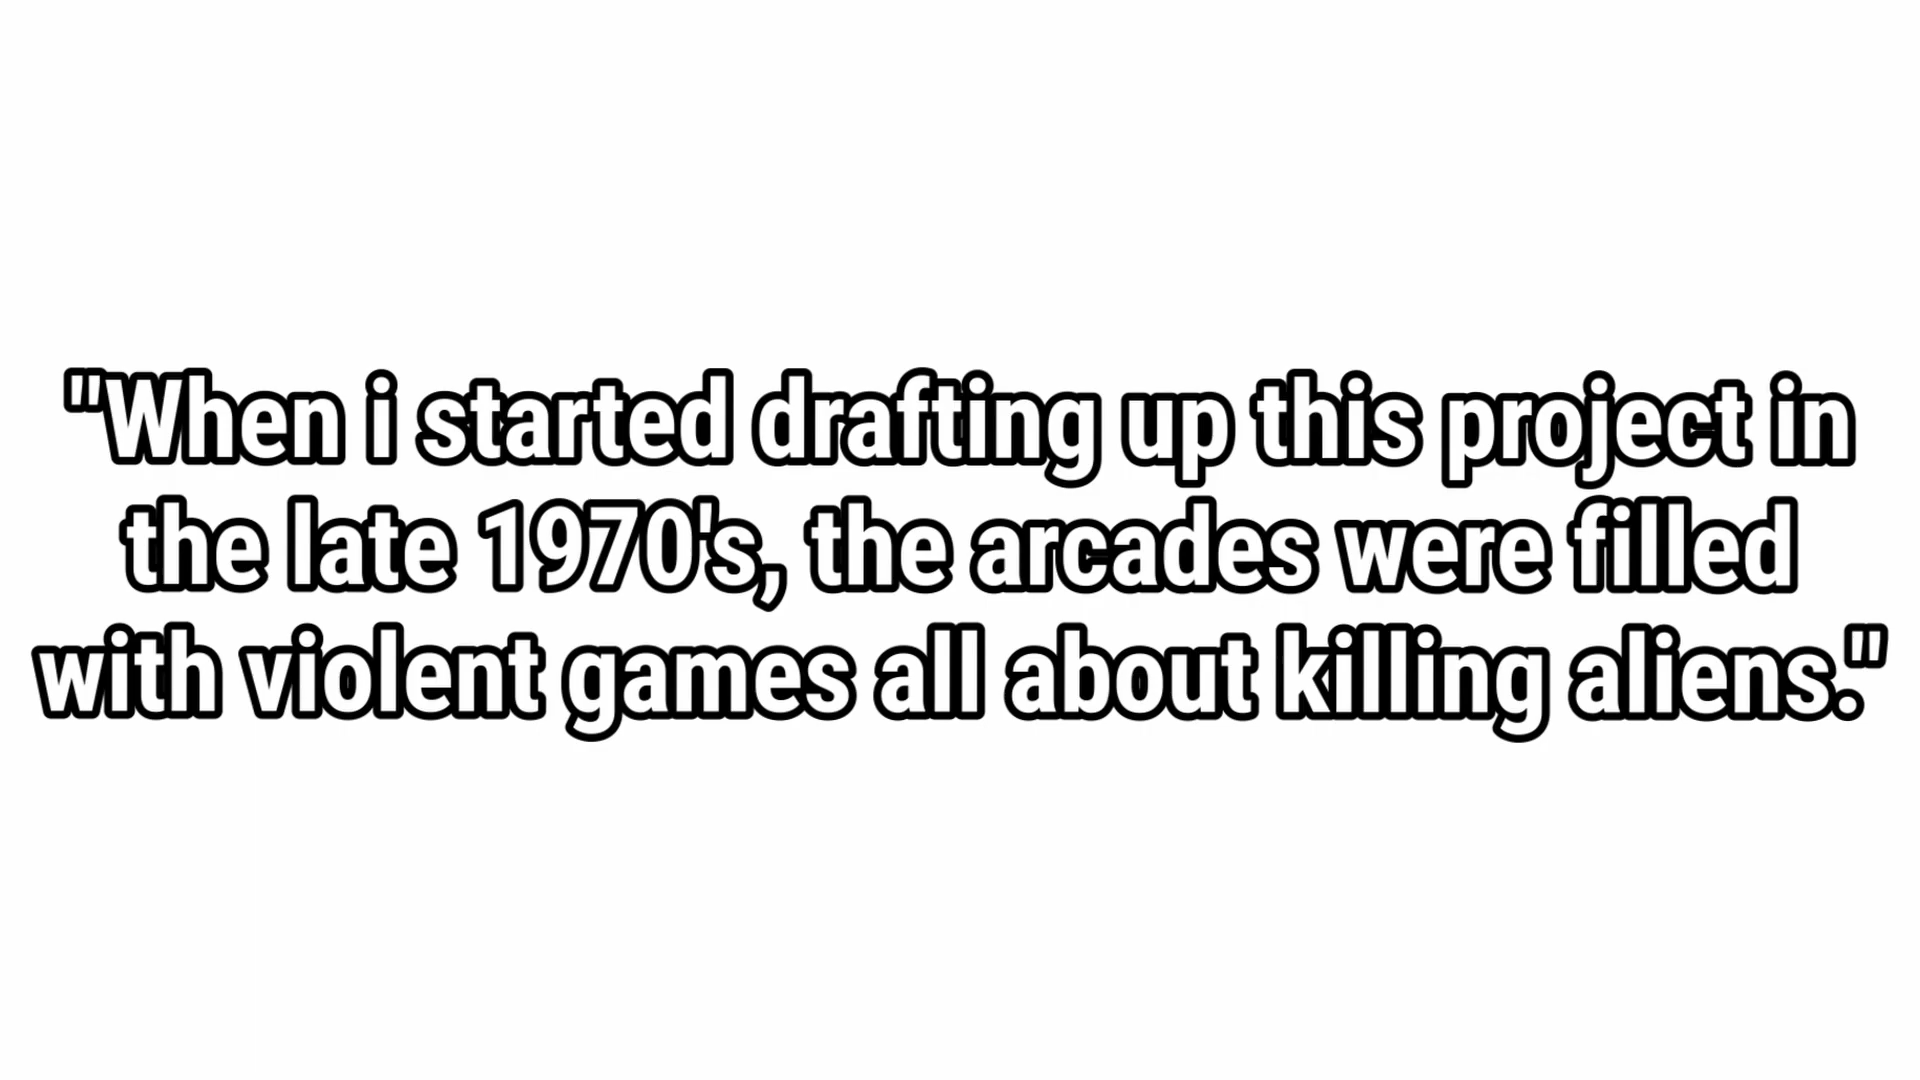 "When i started drafting up this project in
the late 1970's, the arcades were filled
with violent games all about killing aliens."